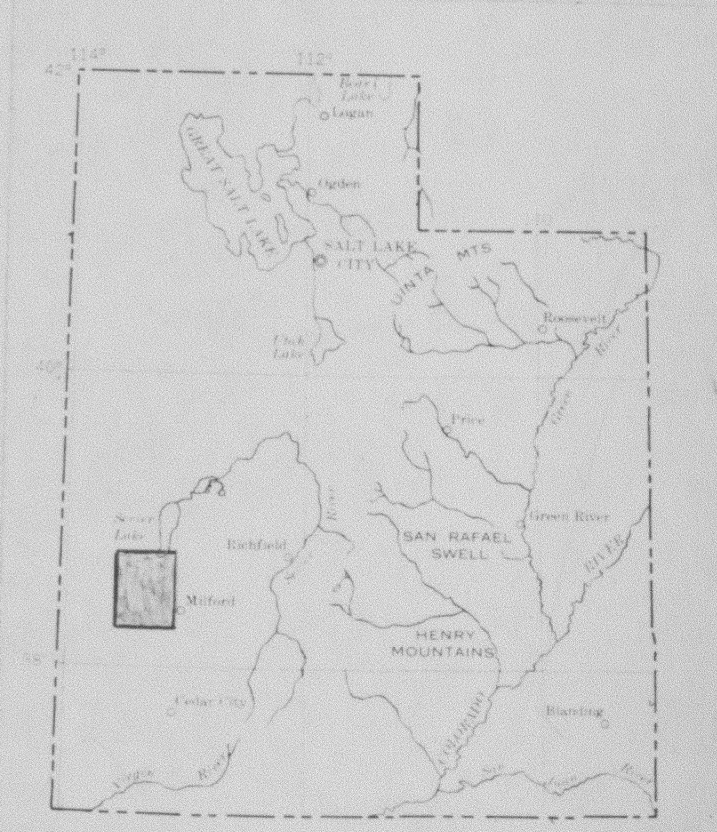 114°
112°
42°
Bear
Lake
Logan
GREAT SALT LAKE
Ogden
110
SALT LAKE
CITY
UINTA MTS
Roosevelt
Utah
Lake
Green River
40°
Price
Sevier
Lake
River
Richfield
Green River
SAN RAFAEL
SWELL
RIVER
Milford
HENRY
MOUNTAINS
38°
Cedar City
COLORADO
Blanding
Virgin River
San Juan River